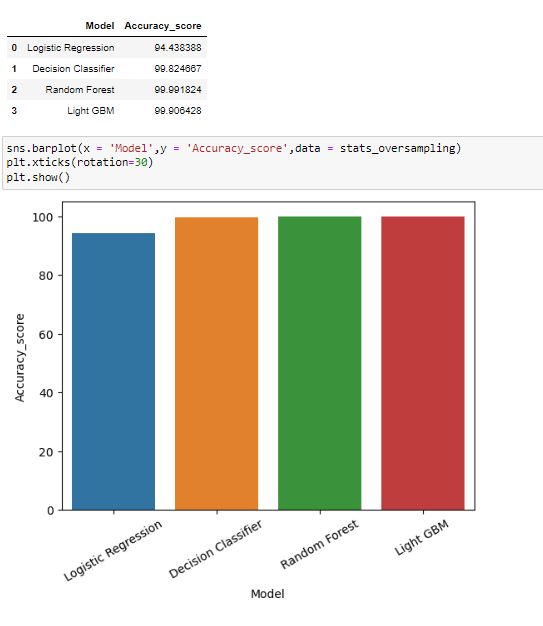 Model Accuracy_score
0 Logistic Regression 94.438388
1 Decision Classifier 99.824667
2 Random Forest 99.991824
3 Light GBM 99.906428
sns.barplot(x = 'Model',y = 'Accuracy_score',data = stats_oversampling)
plt.xticks(rotation=30)
plt.show()
100
80
60
40
20
0
Accuracy_score
Logistic Regression
Decision Classifier
Random Forest
Light GBM
Model